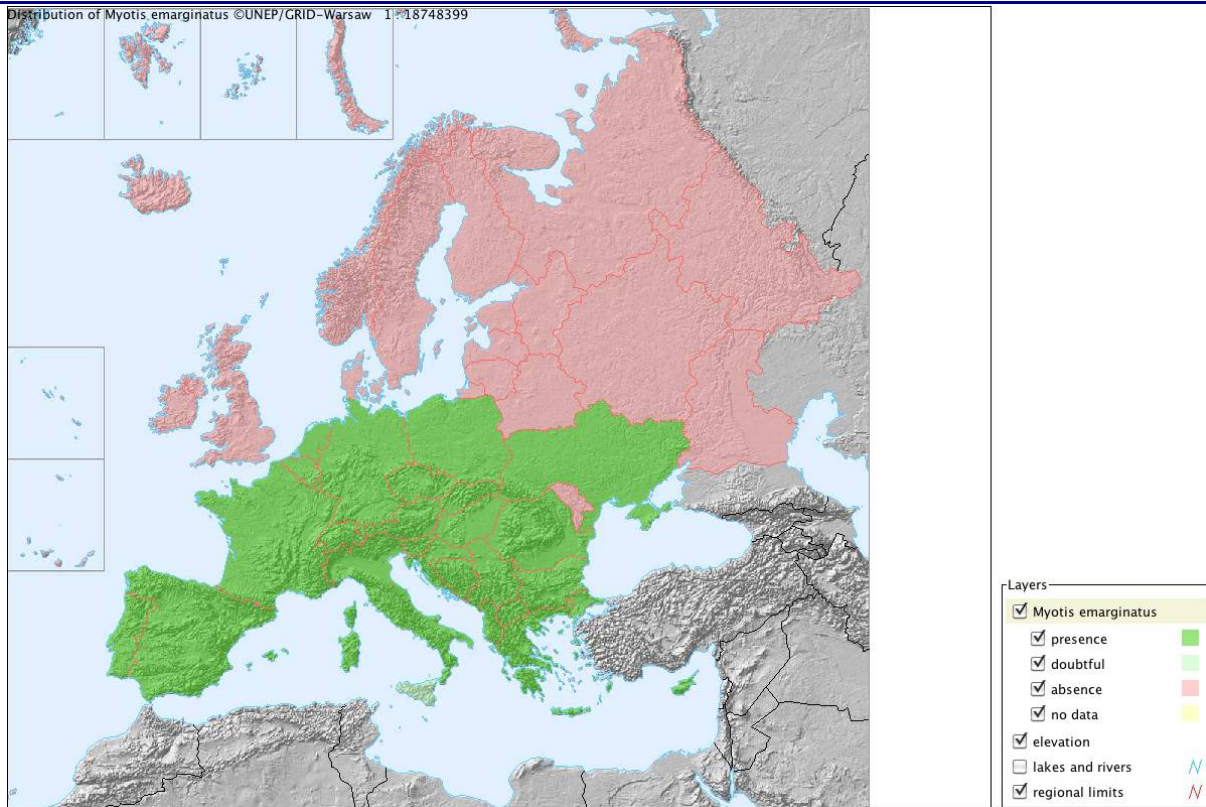 Distribution of Myotis emarginatus ©UNEP/GRID-Warsaw 1 : 18748399
Layers
Myotis emarginatus
presence
doubtful
absence
no data
elevation
lakes and rivers
regional limits